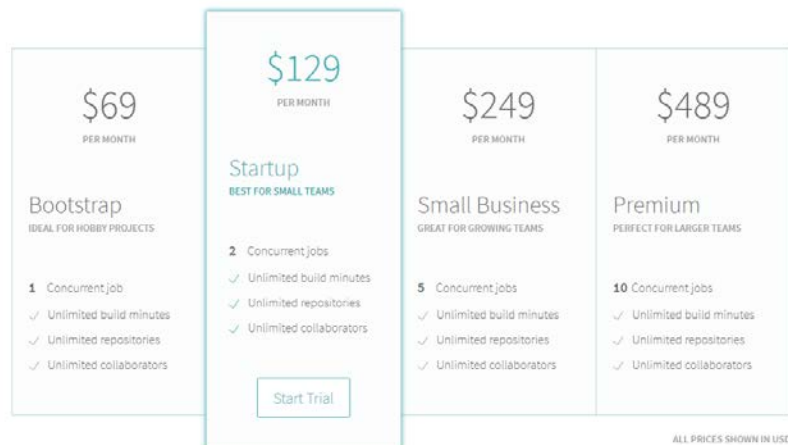 $69
PER MONTH
Bootstrap
IDEAL FOR HOBBY PROJECTS
1 Concurrent job
Unlimited build minutes
Unlimited repositories
Unlimited collaborators
$129
PER MONTH
Startup
BEST FOR SMALL TEAMS
2 Concurrent jobs
Unlimited build minutes
Unlimited repositories
Unlimited collaborators
Start Trial
$249
PER MONTH
Small Business
GREAT FOR GROWING TEAMS
5 Concurrent jobs
Unlimited build minutes
Unlimited repositories
Unlimited collaborators
$489
PER MONTH
Premium
PERFECT FOR LARGER TEAMS
10 Concurrent jobs
Unlimited build minutes
Unlimited repositories
Unlimited collaborators
ALL PRICES SHOWN IN USD